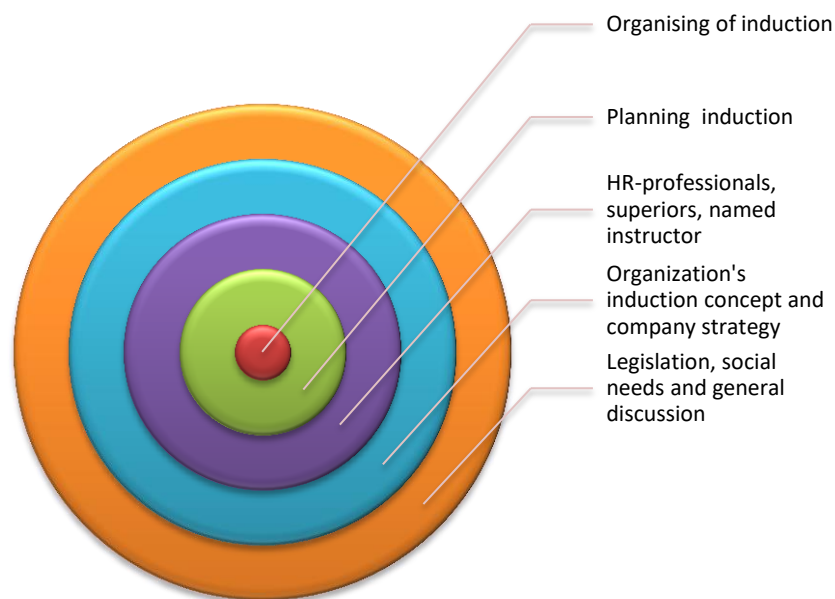 Organising of induction
Planning induction
HR-professionals,
superiors, named
instructor
Organization's
induction concept and
company strategy
Legislation, social
needs and general
discussion